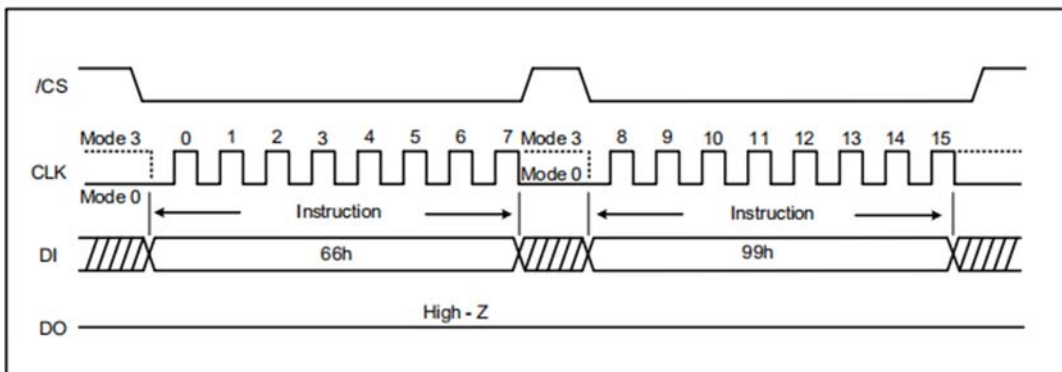 /CS
Mode 3 0 1 2 3 4 5 6 7 Mode 3 8 9 10 11 12 13 14 15
CLK
Mode 0 Mode 0
Instruction Instruction
DI 66h 99h
High - Z
DO